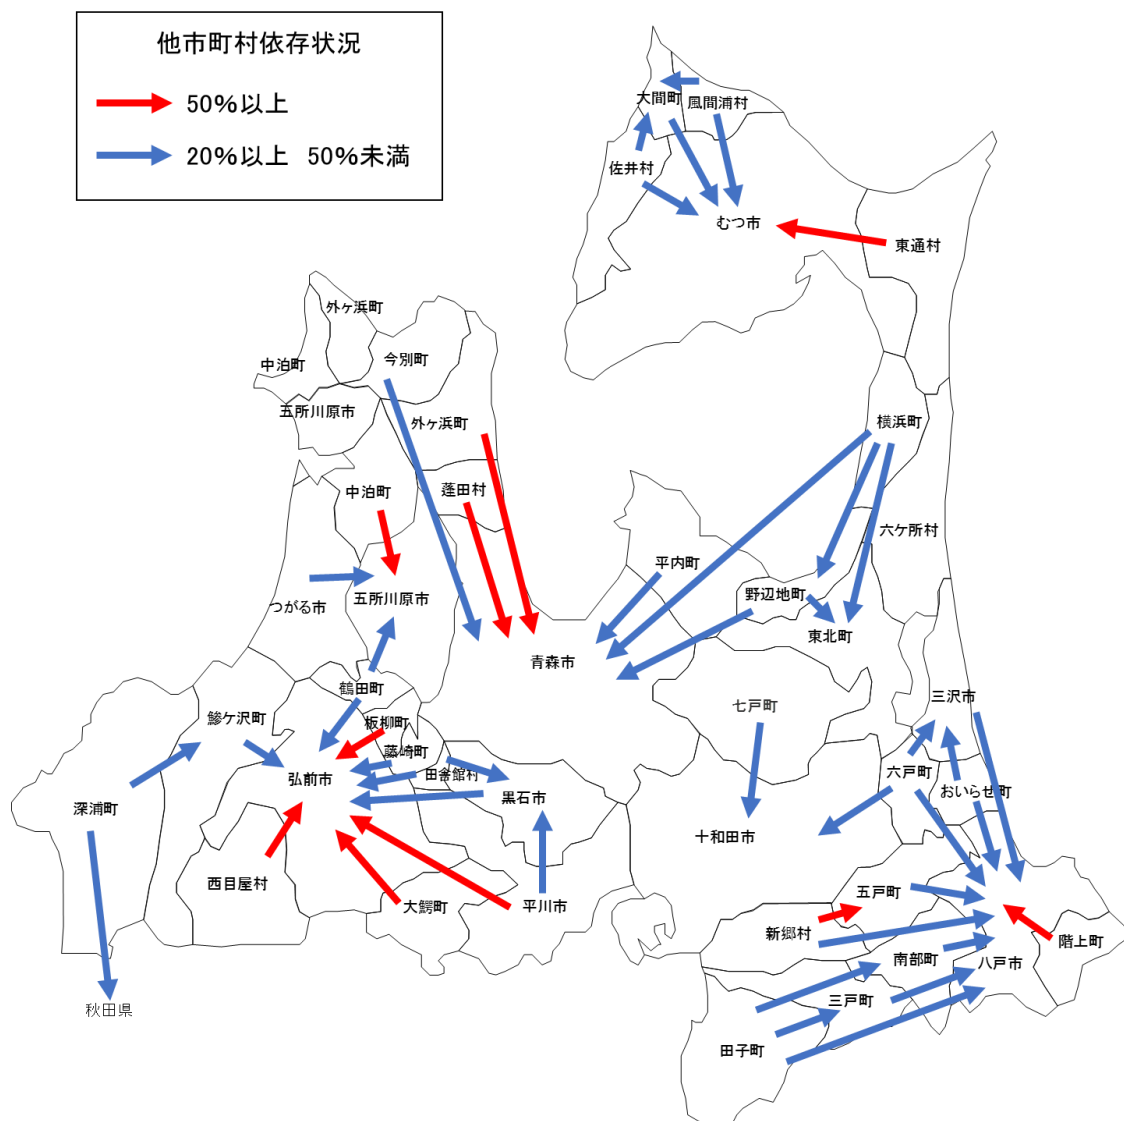 他市町村依存状況
50%以上
20%以上 50%未満
大間町
風間浦村
佐井村
むつ市
東通村
外ヶ浜町
中泊町
今別町
五所川原市
外ヶ浜町
横浜町
中泊町
蓬田村
六ケ所村
平内町
つがる市
五所川原市
野辺地町
東北町
青森市
鶴田町
三沢市
七戸町
鰺ケ沢町
板柳町
藤崎町
弘前市
田舎館村
六戸町
おいらせ町
深浦町
黒石市
十和田市
西目屋村
五戸町
大鰐町
平川市
新郷村
階上町
南部町
八戸市
三戸町
秋田県
田子町